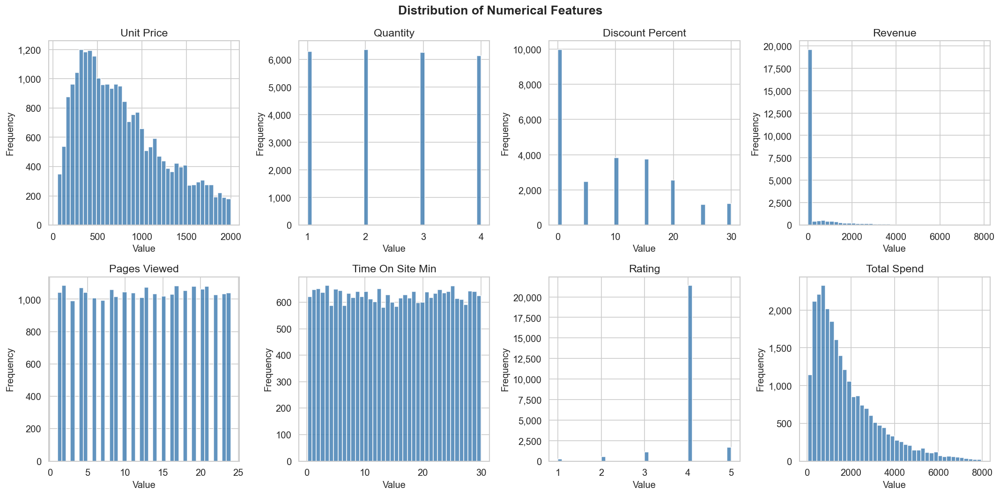 Distribution of Numerical Features
Unit Price
1,200
1,000
800
600
400
200
0
Frequency
0 500 1000 1500 2000
Value
Quantity
6,000
5,000
4,000
3,000
2,000
1,000
0
Frequency
1 2 3 4
Value
Discount Percent
10,000
8,000
6,000
4,000
2,000
0
Frequency
0 10 20 30
Value
Revenue
20,000
17,500
15,000
12,500
10,000
7,500
5,000
2,500
0
Frequency
0 2000 4000 6000 8000
Value
Pages Viewed
1,000
800
600
400
200
0
Frequency
0 5 10 15 20 25
Value
Time On Site Min
600
500
400
300
200
100
0
Frequency
0 10 20 30
Value
Rating
20,000
17,500
15,000
12,500
10,000
7,500
5,000
2,500
0
Frequency
1 2 3 4 5
Value
Total Spend
2,000
1,500
1,000
500
0
Frequency
0 2000 4000 6000 8000
Value